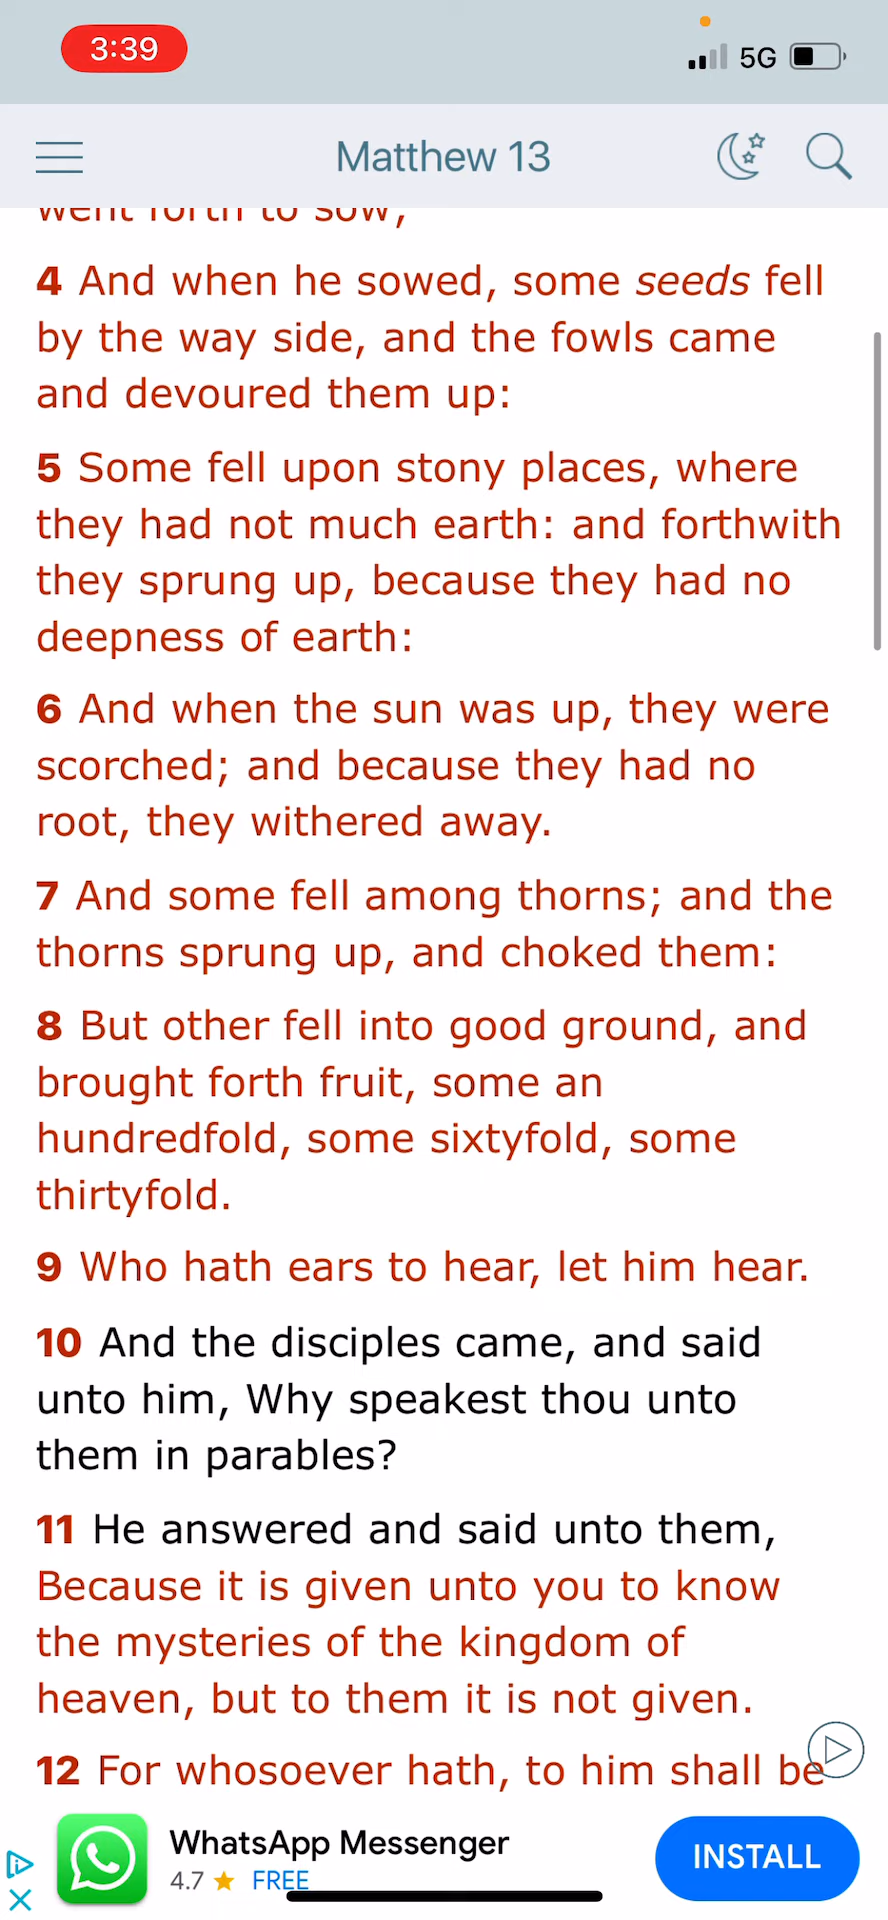 3:39
5G
Matthew 13
went forth to sow;
4 And when he sowed, some seeds fell
by the way side, and the fowls came
and devoured them up:
5 Some fell upon stony places, where
they had not much earth: and forthwith
they sprung up, because they had no
deepness of earth:
6 And when the sun was up, they were
scorched; and because they had no
root, they withered away.
7 And some fell among thorns; and the
thorns sprung up, and choked them:
8 But other fell into good ground, and
brought forth fruit, some an
hundredfold, some sixtyfold, some
thirtyfold.
9 Who hath ears to hear, let him hear.
10 And the disciples came, and said
unto him, Why speakest thou unto
them in parables?
11 He answered and said unto them,
Because it is given unto you to know
the mysteries of the kingdom of
heaven, but to them it is not given.
12 For whosoever hath, to him shall be
WhatsApp Messenger
4.7 ★ FREE
INSTALL